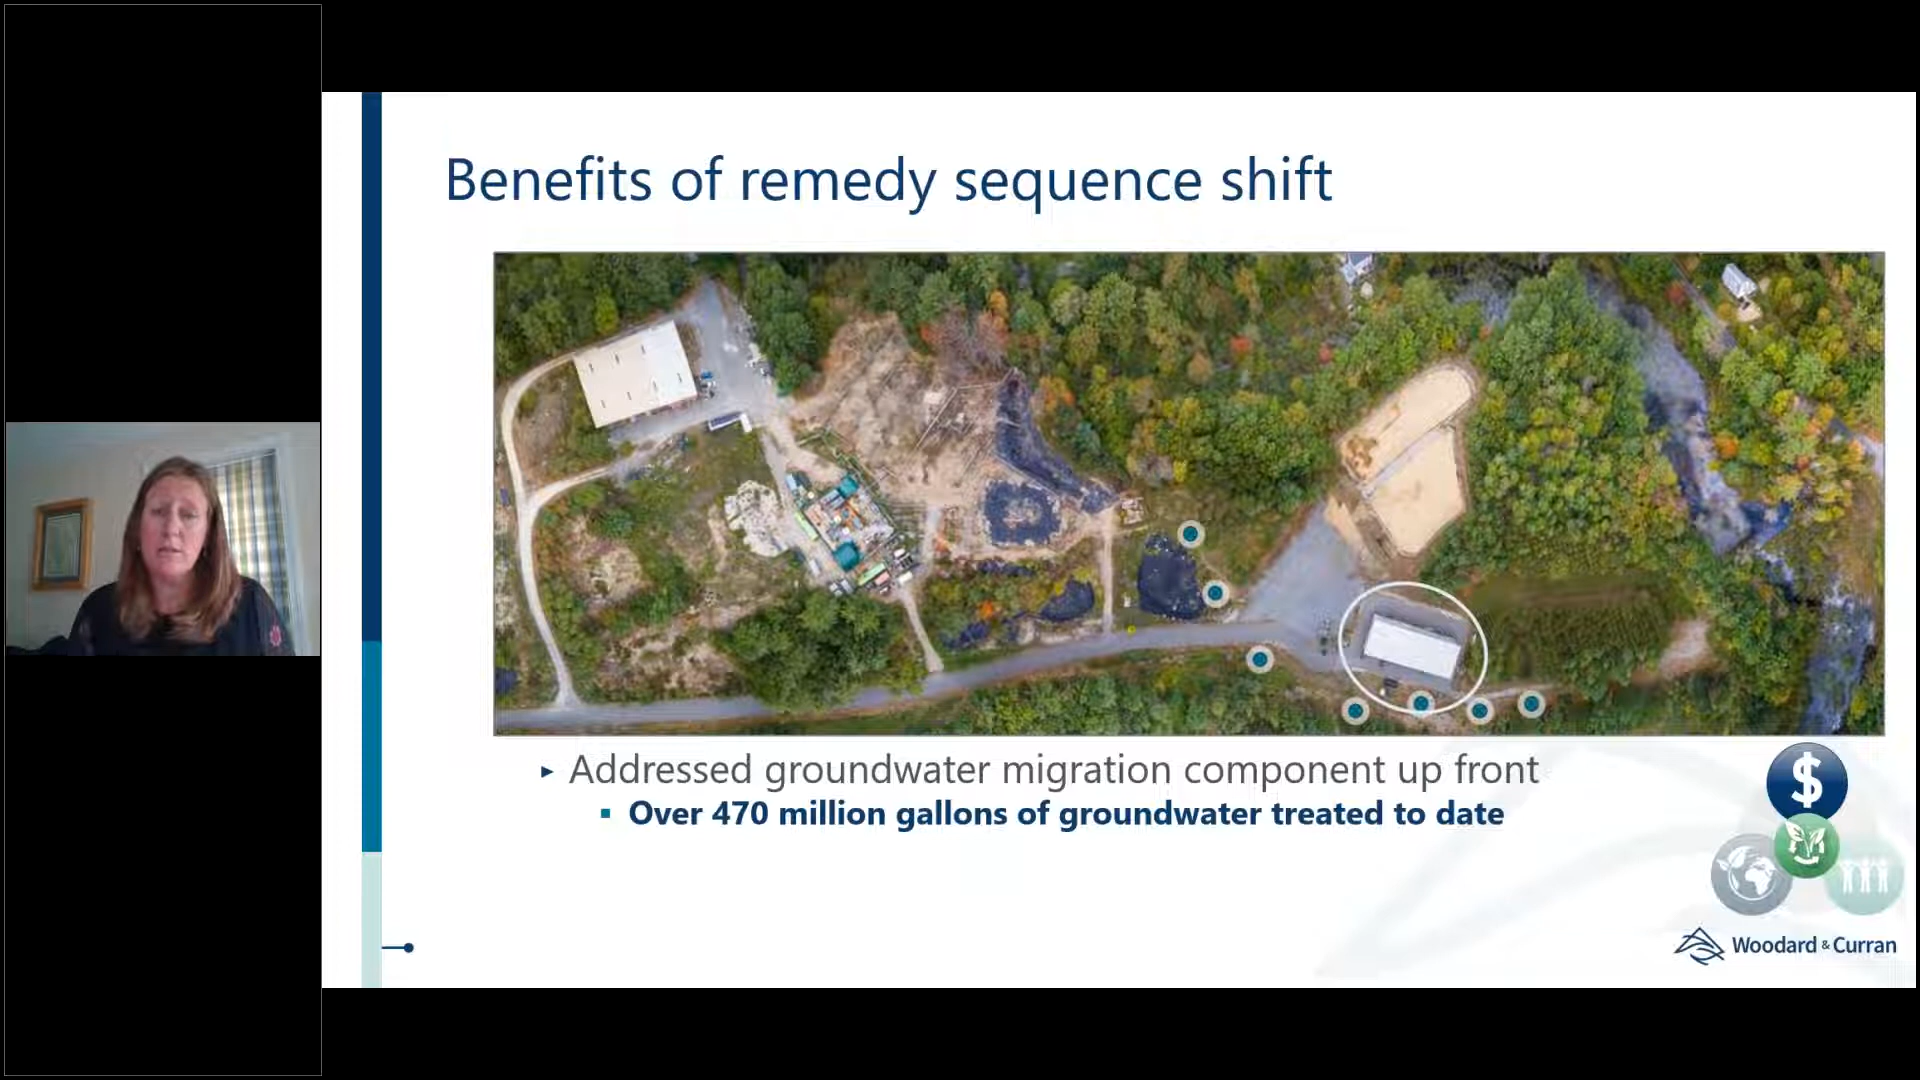 Benefits of remedy sequence shift
Addressed groundwater migration component up front
Over 470 million gallons of groundwater treated to date
$
Woodard & Curran